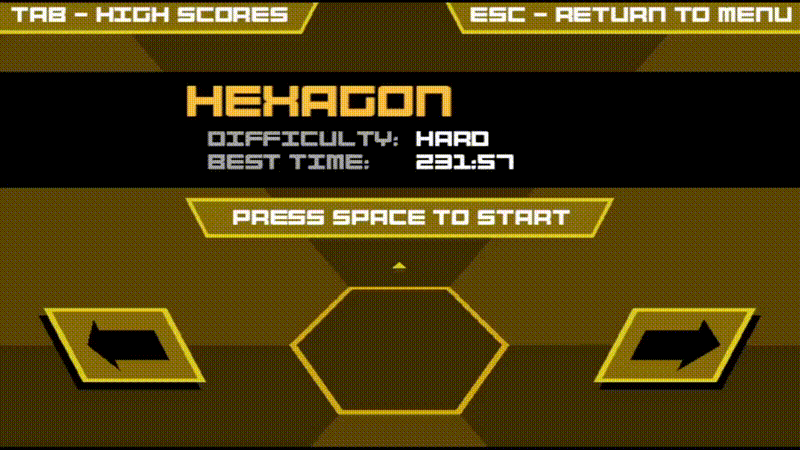 TAB - HIGH SCORES
ESC - RETURN TO MENU
HEXAGON
DIFFICULTY: HARD
BEST TIME: 231:57
PRESS SPACE TO START